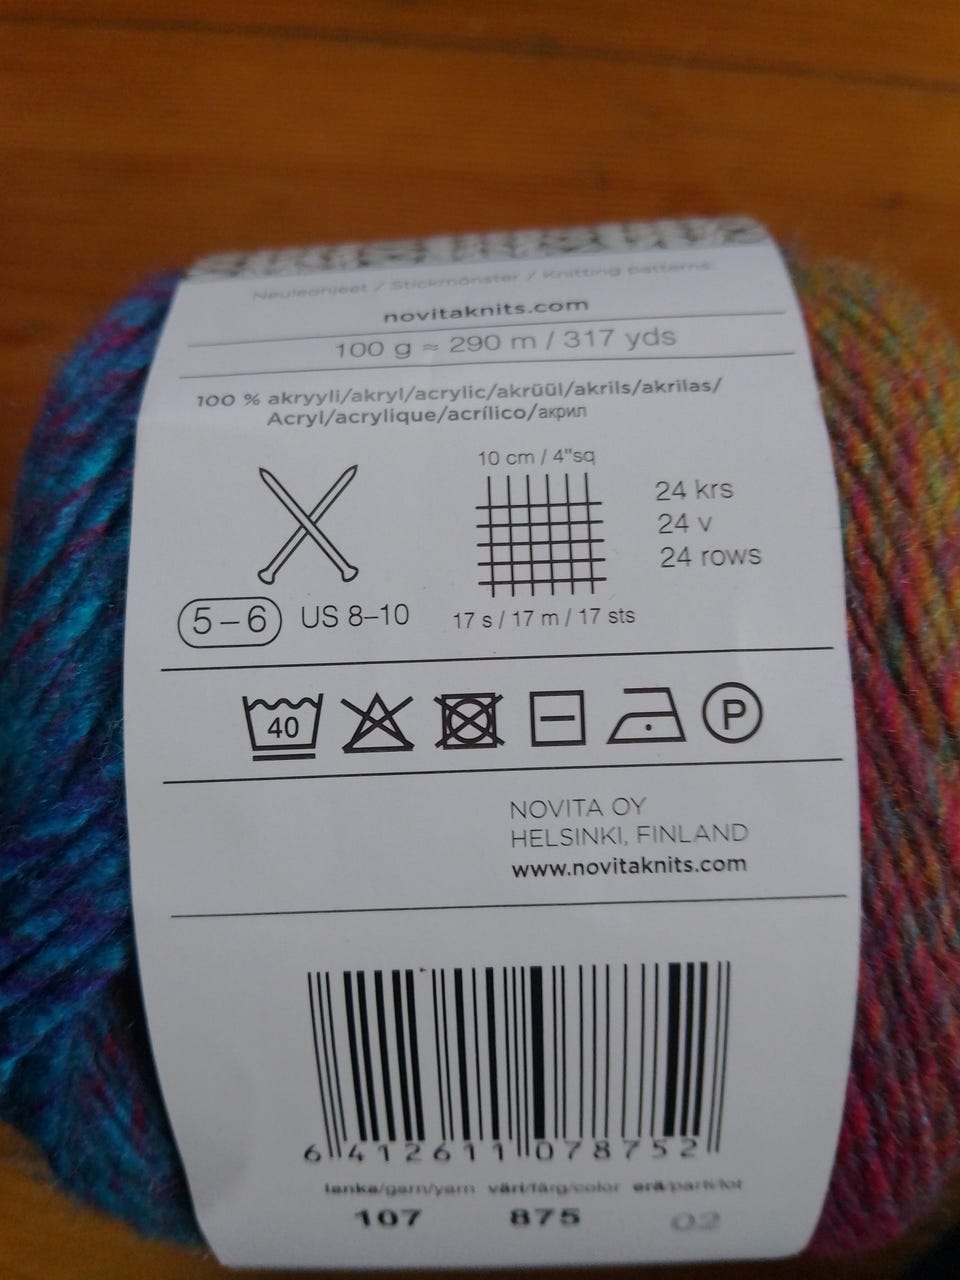 Neuleohjeet / Stickmönster / Knitting patterns:
novitaknits.com
100 g ≈ 290 m / 317 yds
100 % akryyli/akryl/acrylic/akrüül/akrils/akrilas/
Acryl/acrylique/acrílico/акрил
10 cm / 4"sq
24 krs
24 v
24 rows
5–6 US 8–10
17 s / 17 m / 17 sts
40
P
NOVITA OY
HELSINKI, FINLAND
www.novitaknits.com
6 412611 078752
lanka/garn/yarn väri/färg/color erä/parti/lot
107 875 02